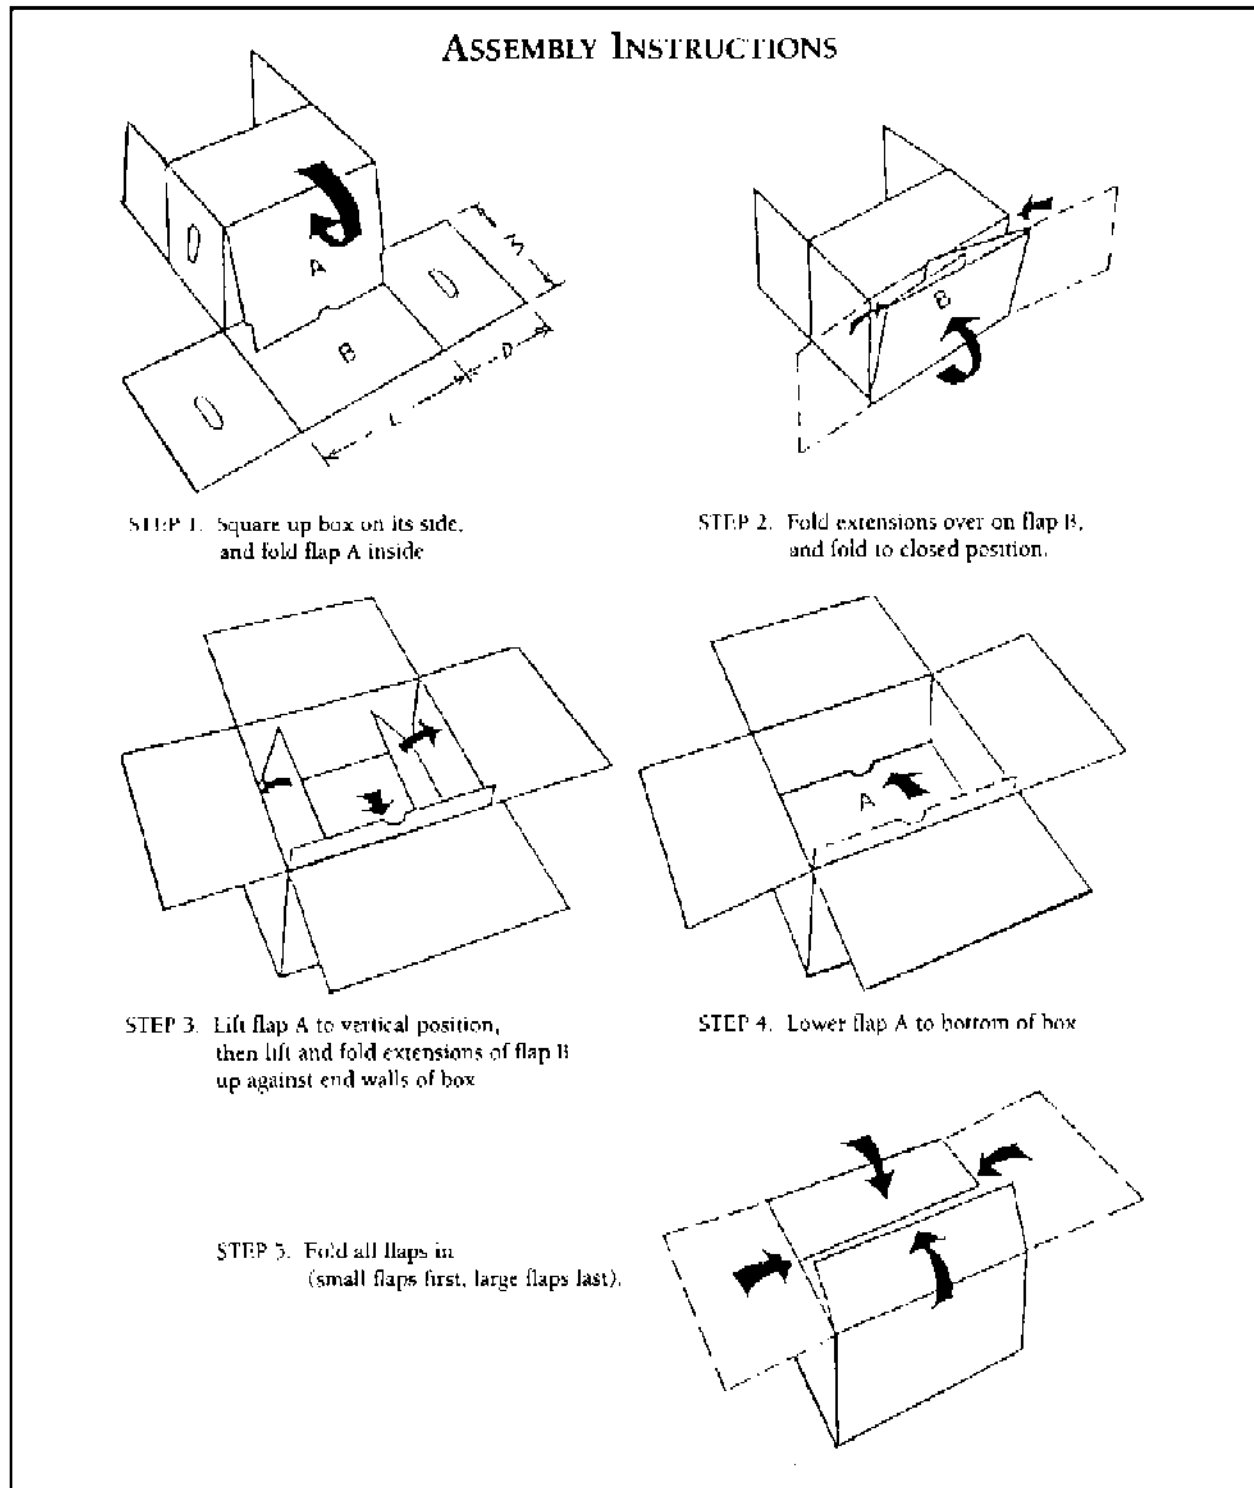 ASSEMBLY INSTRUCTIONS
A
B
W
D
L
STEP 1. Square up box on its side,
and fold flap A inside
B
STEP 2. Fold extensions over on flap B,
and fold to closed position.
STEP 3. Lift flap A to vertical position,
then lift and fold extensions of flap B
up against end walls of box
A
STEP 4. Lower flap A to bottom of box
STEP 5. Fold all flaps in
(small flaps first, large flaps last).